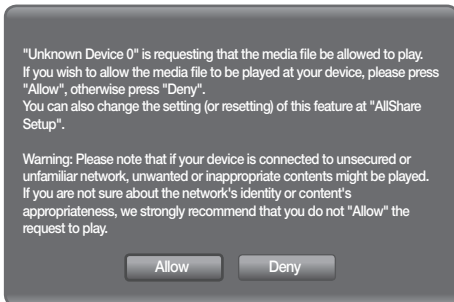 "Unknown Device 0" is requesting that the media file be allowed to play.
If you wish to allow the media file to be played at your device, please press
"Allow", otherwise press "Deny".
You can also change the setting (or resetting) of this feature at "AllShare
Setup".
Warning: Please note that if your device is connected to unsecured or
unfamiliar network, unwanted or inappropriate contents might be played.
If you are not sure about the network's identity or content's
appropriateness, we strongly recommend that you do not "Allow" the
request to play.
Allow Deny